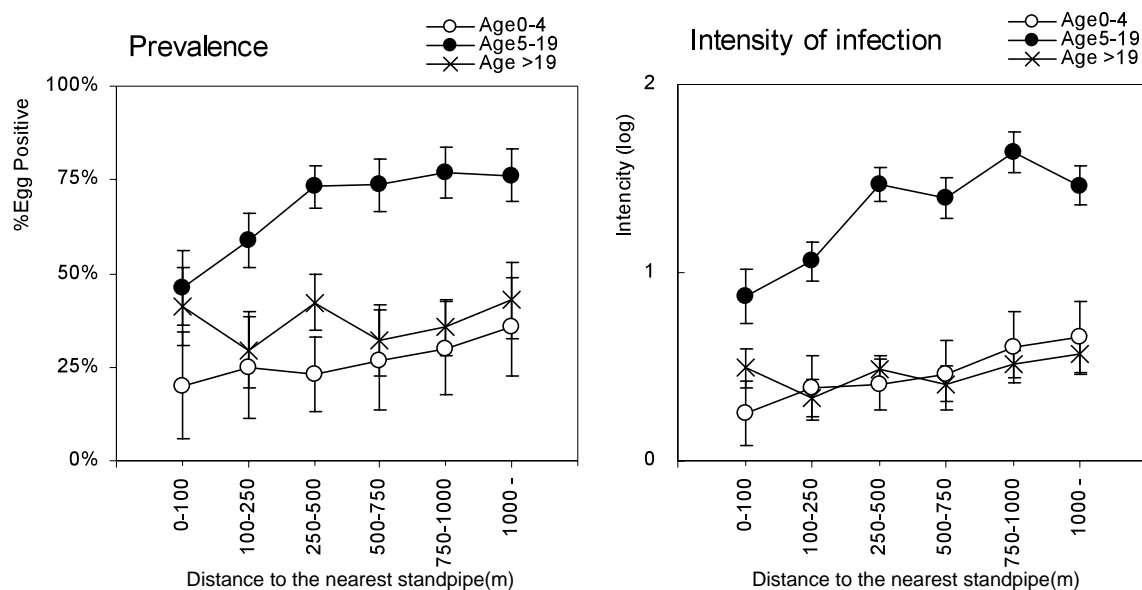 Prevalence
Age0-4
Age5-19
Age >19
100%
75%
50%
25%
0%
%Egg Positive
0-100
100-250
250-500
500-750
750-1000
1000 -
Distance to the nearest standpipe(m)
Intensity of infection
Age0-4
Age5-19
Age >19
2
1
0
Intencity (log)
0-100
100-250
250-500
500-750
750-1000
1000 -
Distance to the nearest standpipe(m)